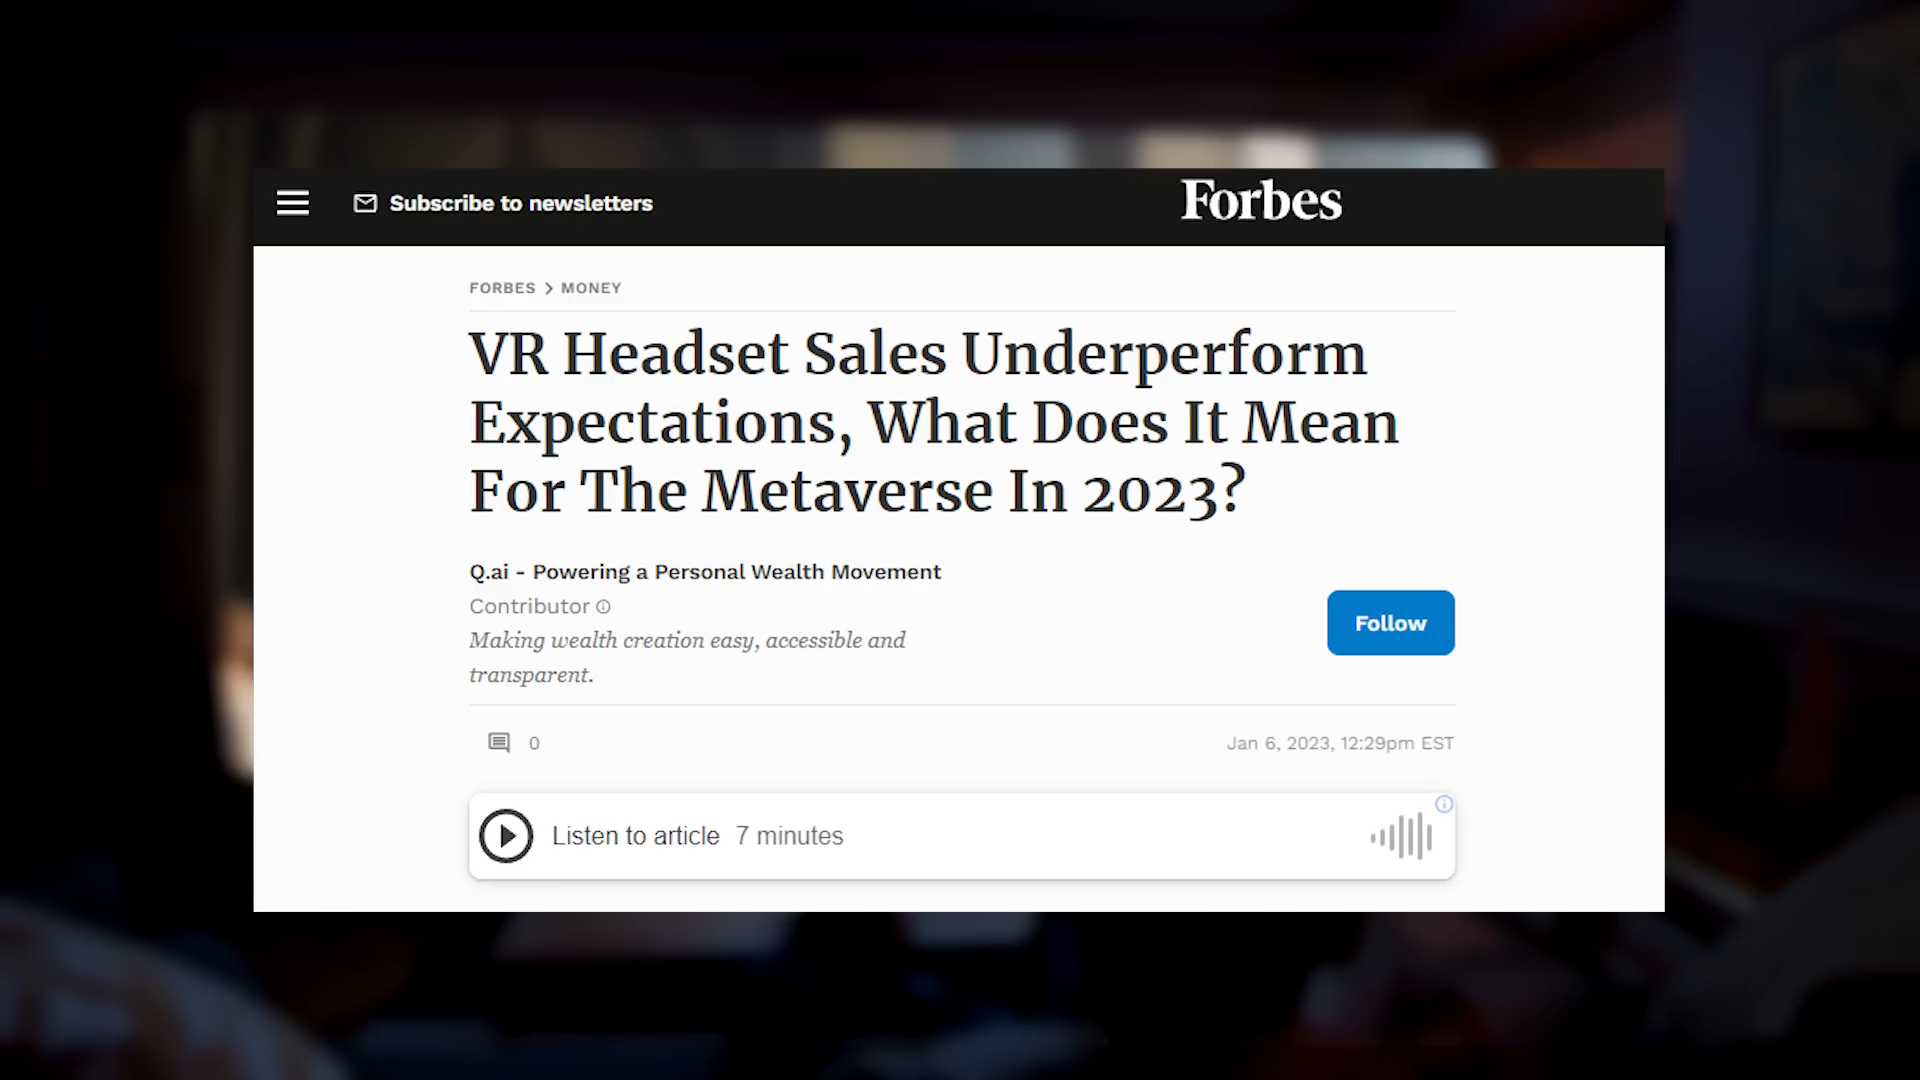 Subscribe to newsletters
Forbes
FORBES > MONEY
VR Headset Sales Underperform
Expectations, What Does It Mean
For The Metaverse In 2023?
Q.ai - Powering a Personal Wealth Movement
Contributor
Making wealth creation easy, accessible and
transparent.
Follow
0
Jan 6, 2023, 12:29pm EST
Listen to article 7 minutes